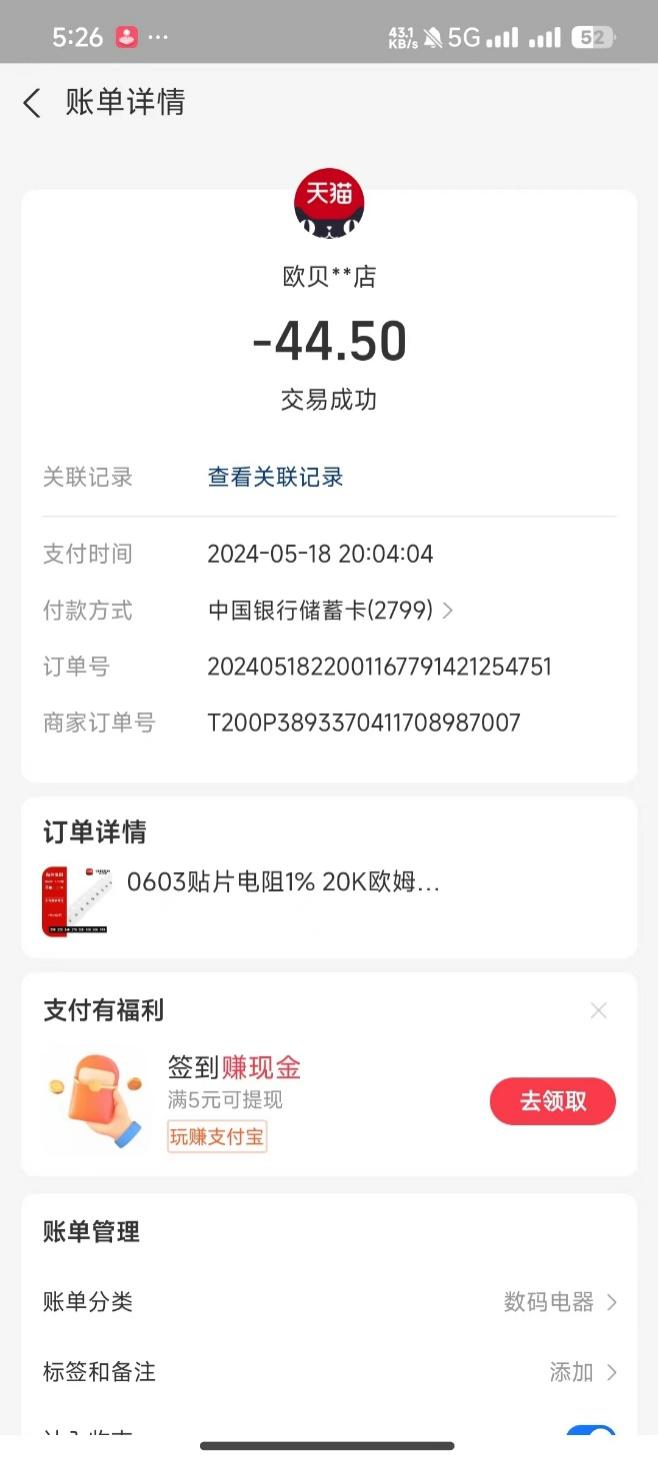 5:26 ...
43.1 KB/s 5G 52
账单详情
天猫
欧贝**店
-44.50
交易成功
关联记录 查看关联记录
支付时间 2024-05-18 20:04:04
付款方式 中国银行储蓄卡(2799)
订单号 2024051822001167791421254751
商家订单号 T200P3893370411708987007
订单详情
0603贴片电阻1% 20K欧姆...
支付有福利
签到赚现金
满5元可提现
去领取
玩赚支付宝
账单管理
账单分类 数码电器
标签和备注 添加